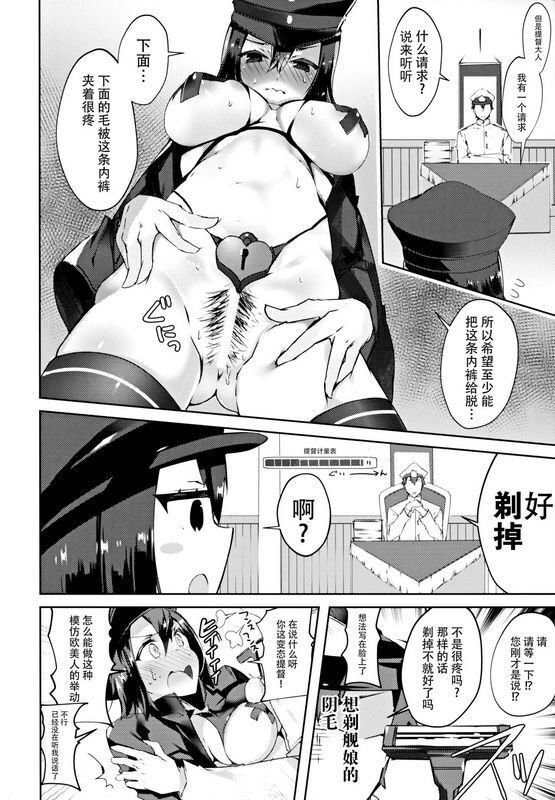 但是提督大人
我有一个请求
什么请求?
说来听听
下面…
下面的毛被这条内裤
夹着很疼
所以希望至少能
把这条内裤给脱…
提督计量表
好
剃掉
啊?
请
请等一下!?
您刚才是说!?
不是很疼吗?
那样的话
剃掉不就好了吗
想法写在脸上了
想剃舰娘的
阴毛
在说什么呀
你这变态提督!
怎么能做这种
模仿欧美人的举动
不行
已经没在听我说话了